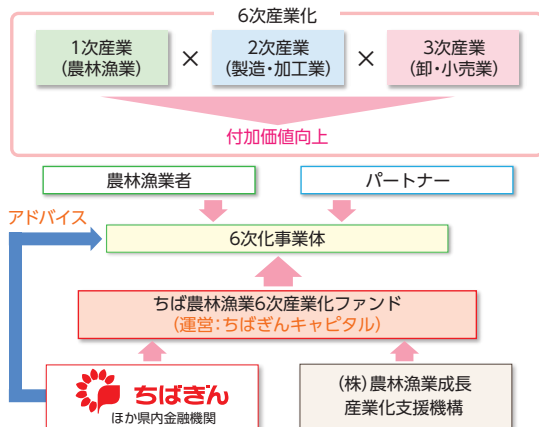 6次産業化
1次産業
(農林漁業)
×
2次産業
(製造・加工業)
×
3次産業
(卸・小売業)
付加価値向上
農林漁業者
パートナー
アドバイス
6次化事業体
ちば農林漁業6次産業化ファンド
(運営:ちばぎんキャピタル)
ちばぎん
ほか県内金融機関
(株)農林漁業成長
産業化支援機構